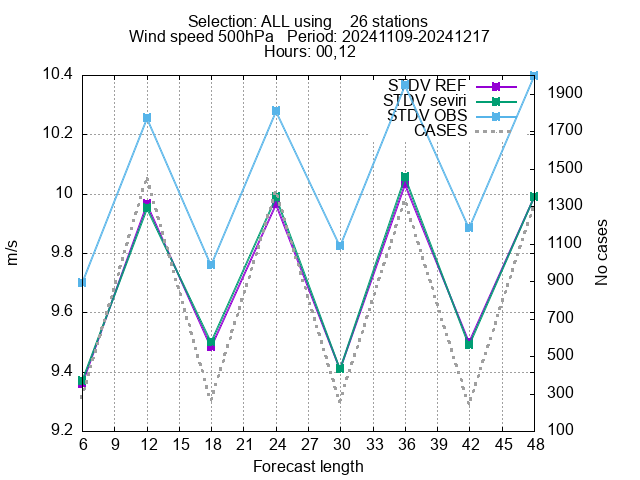 Selection: ALL using    26 stations
Wind speed 500hPa   Period: 20241109-20241217
Hours: 00,12
STDV REF
STDV seviri
STDV OBS
CASES
10.4
10.2
10
9.8
9.6
9.4
9.2
m/s
1900
1700
1500
1300
1100
900
700
500
300
100
No cases
6 9 12 15 18 21 24 27 30 33 36 39 42 45 48
Forecast length